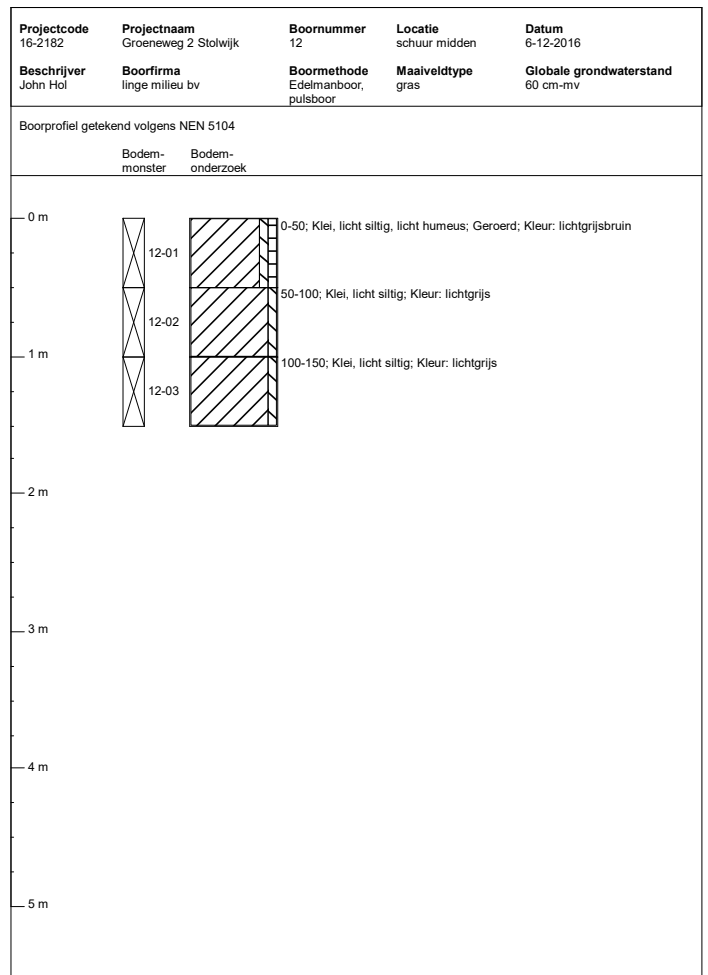 Projectcode Projectnaam Boornummer Locatie Datum
16-2182 Groeneweg 2 Stolwijk 12 schuur midden 6-12-2016
Beschrijver Boorfirma Boormethode Maaiveldtype Globale grondwaterstand
John Hol linge milieu bv Edelmanboor, gras 60 cm-mv
pulsboor
Boorprofiel getekend volgens NEN 5104
Bodem- Bodem-
monster onderzoek
0 m
0-50; Klei, licht siltig, licht humeus; Geroerd; Kleur: lichtgrijsbruin
12-01
50-100; Klei, licht siltig; Kleur: lichtgrijs
12-02
1 m
100-150; Klei, licht siltig; Kleur: lichtgrijs
12-03
2 m
3 m
4 m
5 m